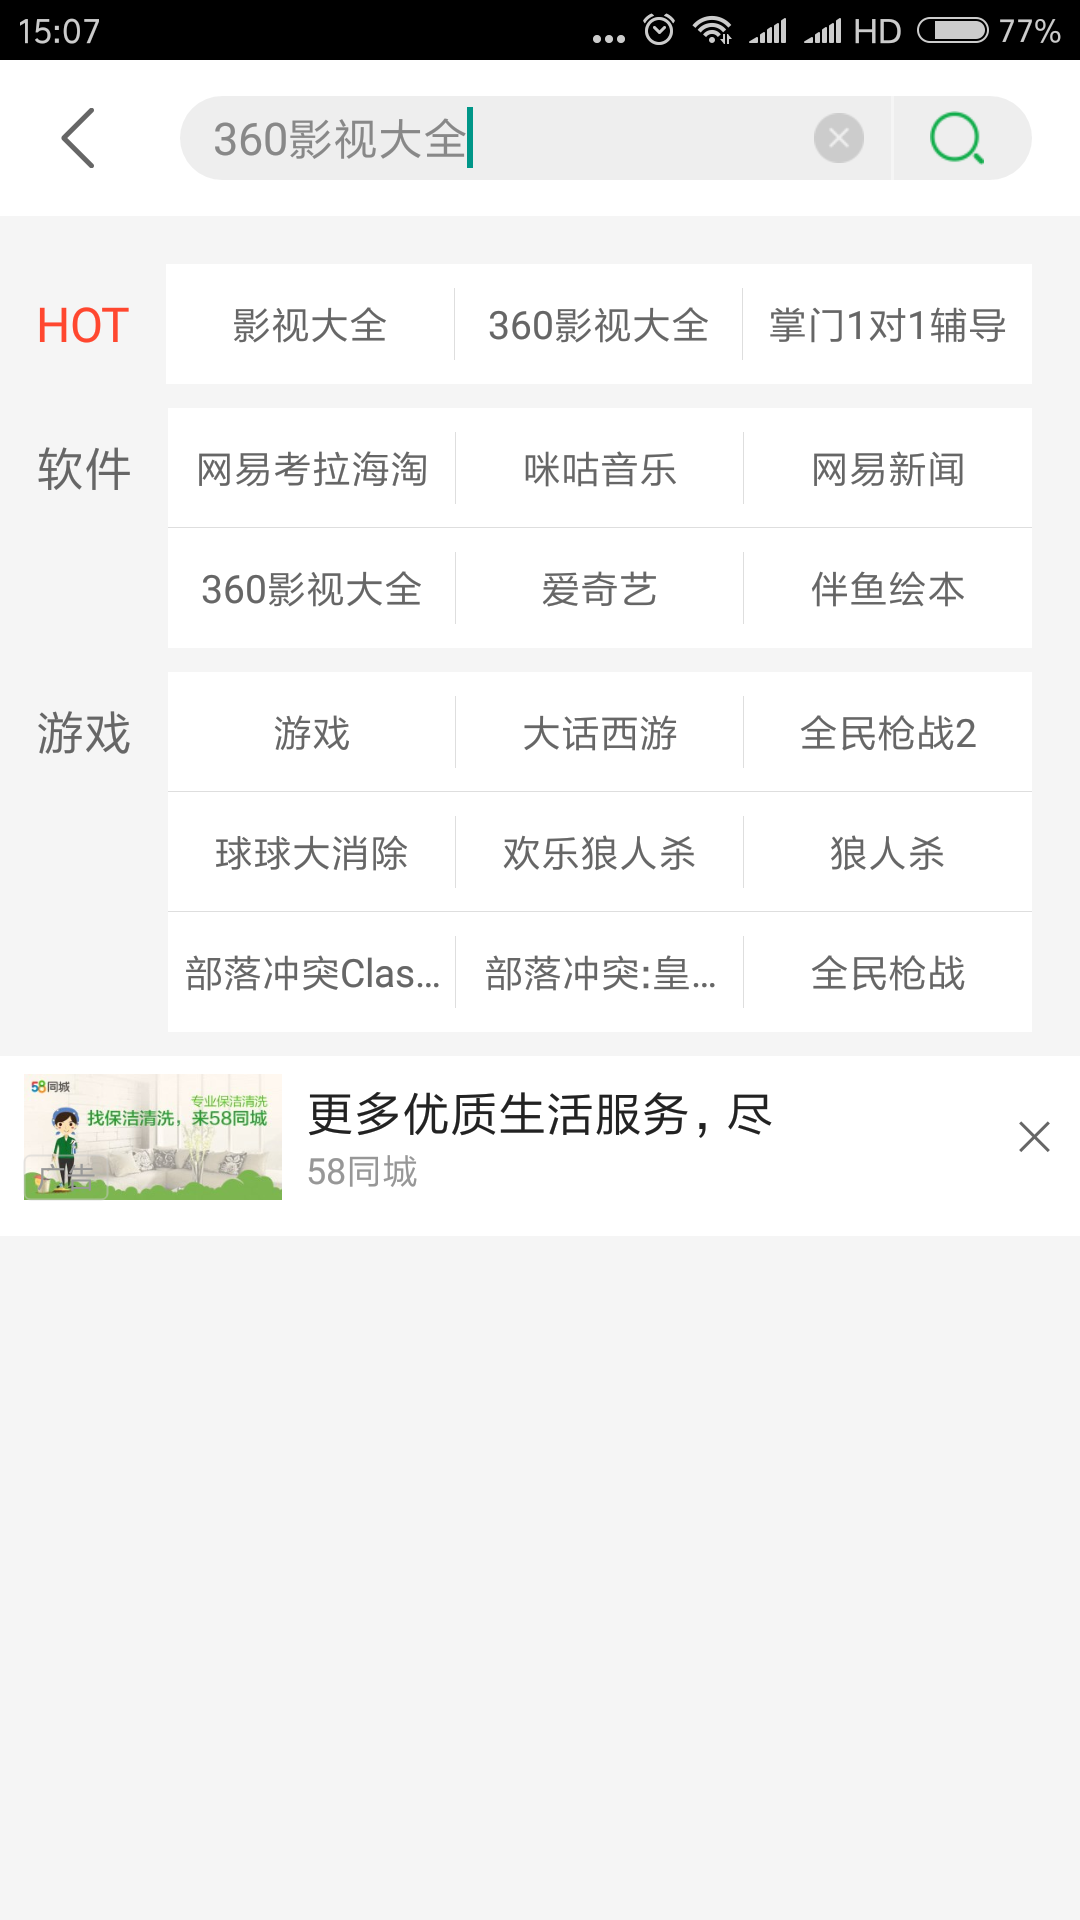 15:07 ... HD 77%
360影视大全
HOT 影视大全 360影视大全 掌门1对1辅导
软件 网易考拉海淘 咪咕音乐 网易新闻
360影视大全 爱奇艺 伴鱼绘本
游戏 游戏 大话西游 全民枪战2
球球大消除 欢乐狼人杀 狼人杀
部落冲突Clas... 部落冲突:皇... 全民枪战
58同城
专业保洁清洗
找保洁清洗，来58同城
广告
更多优质生活服务，尽
58同城